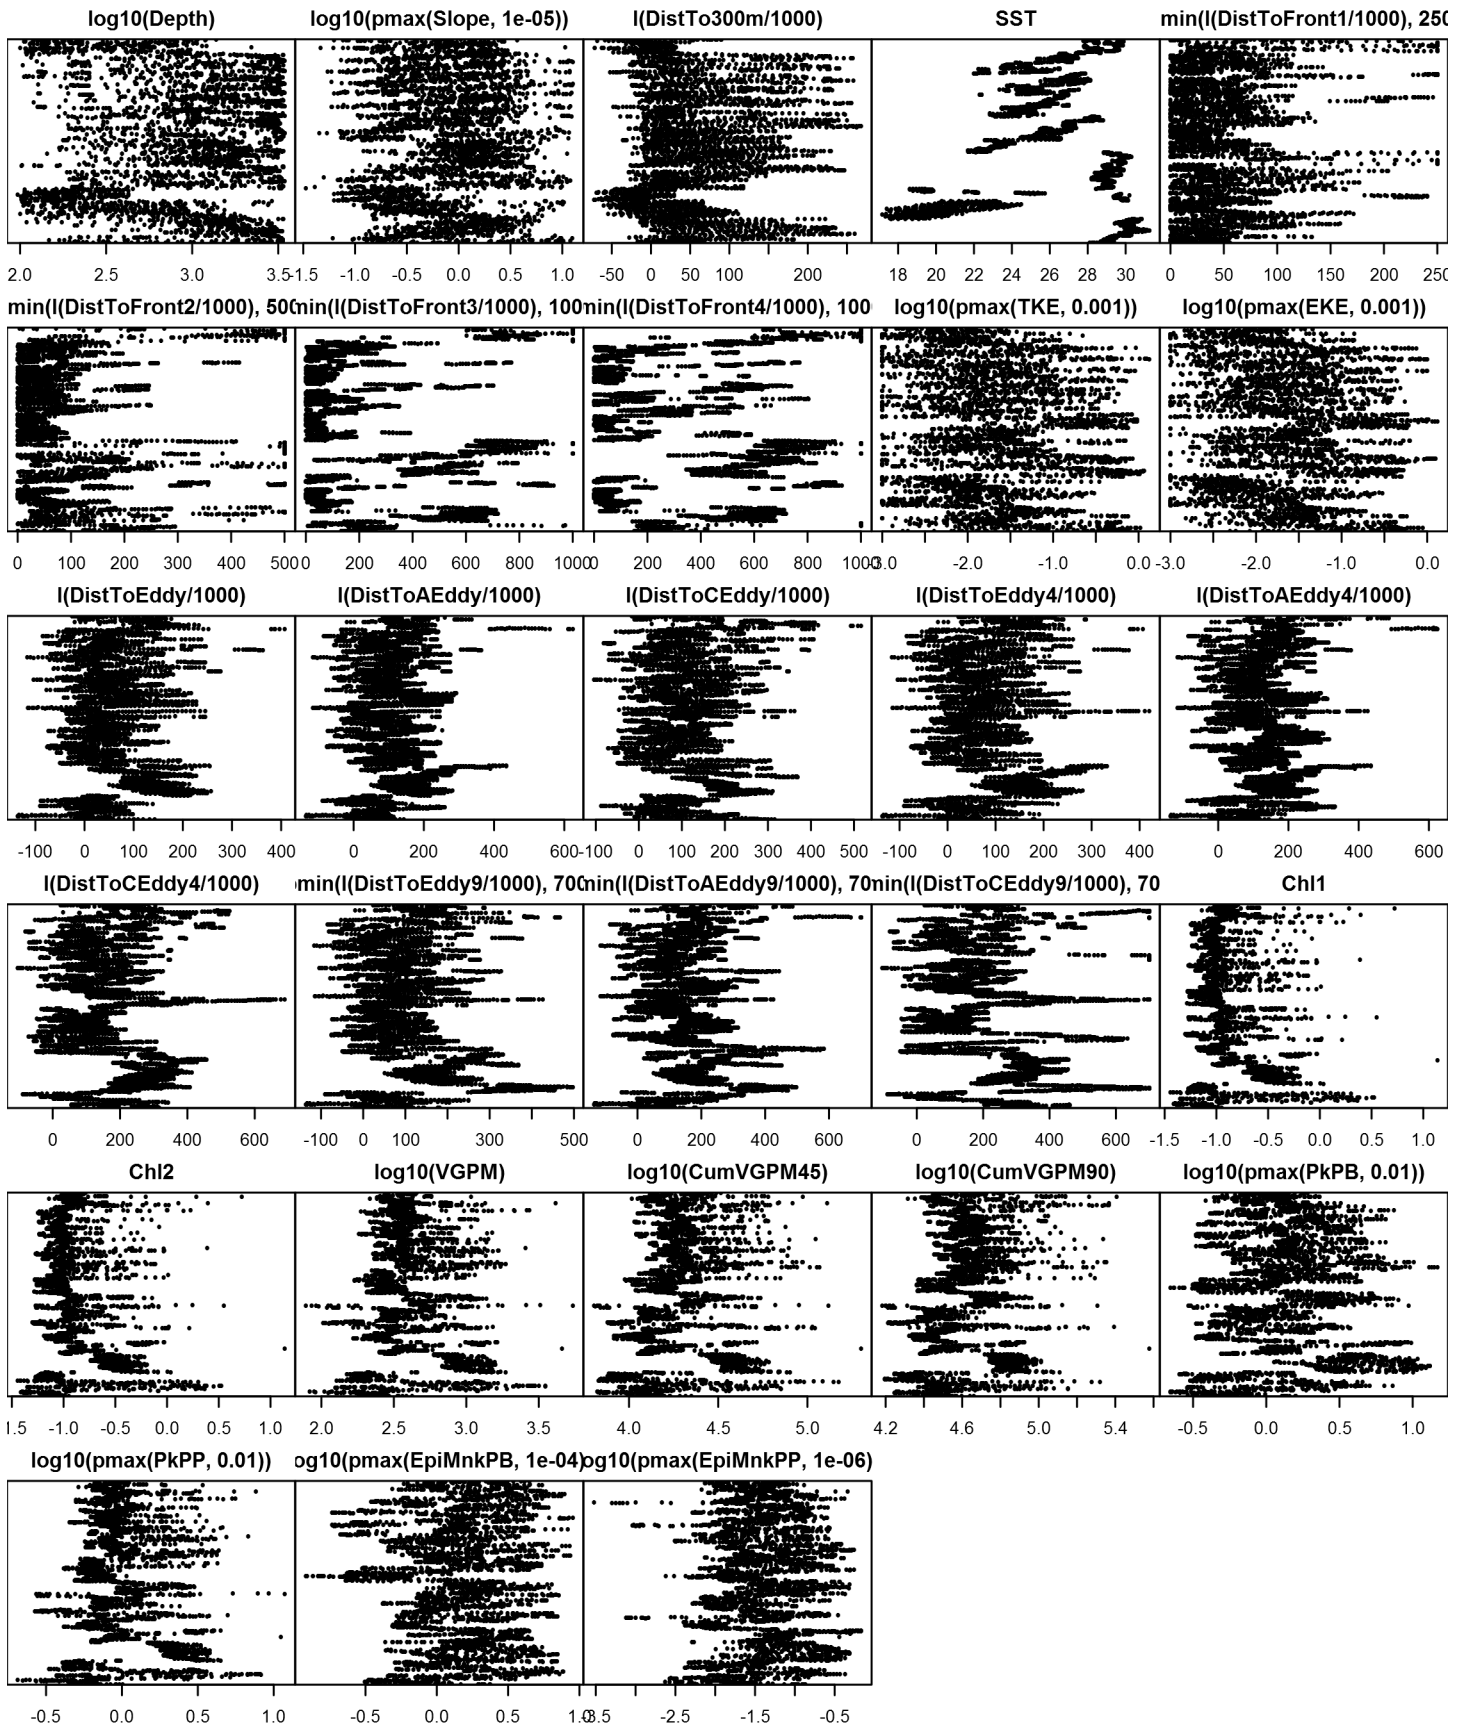 log10(Depth) log10(pmax(Slope, 1e-05)) I(DistTo300m/1000) SST min(I(DistToFront1/1000), 250
2.0 2.5 3.0 3.5 -1.5 -1.0 -0.5 0.0 0.5 1.0 -50 0 50 100 200 18 20 22 24 26 28 30 0 50 100 150 200 250
min(I(DistToFront2/1000), 500 min(I(DistToFront3/1000), 100 min(I(DistToFront4/1000), 100 log10(pmax(TKE, 0.001)) log10(pmax(EKE, 0.001))
0 100 200 300 400 500 0 200 400 600 800 1000 0 200 400 600 800 1000 -3.0 -2.0 -1.0 0.0 -3.0 -2.0 -1.0 0.0
I(DistToEddy/1000) I(DistToAEddy/1000) I(DistToCEddy/1000) I(DistToEddy4/1000) I(DistToAEddy4/1000)
-100 0 100 200 300 400 0 200 400 600 -100 0 100 200 300 400 500 -100 0 100 200 300 400 0 200 400 600
I(DistToCEddy4/1000) min(I(DistToEddy9/1000), 700 min(I(DistToAEddy9/1000), 70 min(I(DistToCEddy9/1000), 70 Chl1
0 200 400 600 -100 0 100 300 500 0 200 400 600 0 200 400 600 -1.5 -1.0 -0.5 0.0 0.5 1.0
Chl2 log10(VGPM) log10(CumVGPM45) log10(CumVGPM90) log10(pmax(PkPB, 0.01))
1.5 -1.0 -0.5 0.0 0.5 1.0 2.0 2.5 3.0 3.5 4.0 4.5 5.0 4.2 4.6 5.0 5.4 -0.5 0.0 0.5 1.0
log10(pmax(PkPP, 0.01)) og10(pmax(EpiMnkPB, 1e-04) og10(pmax(EpiMnkPP, 1e-06)
-0.5 0.0 0.5 1.0 -0.5 0.0 0.5 1.0 -3.5 -2.5 -1.5 -0.5